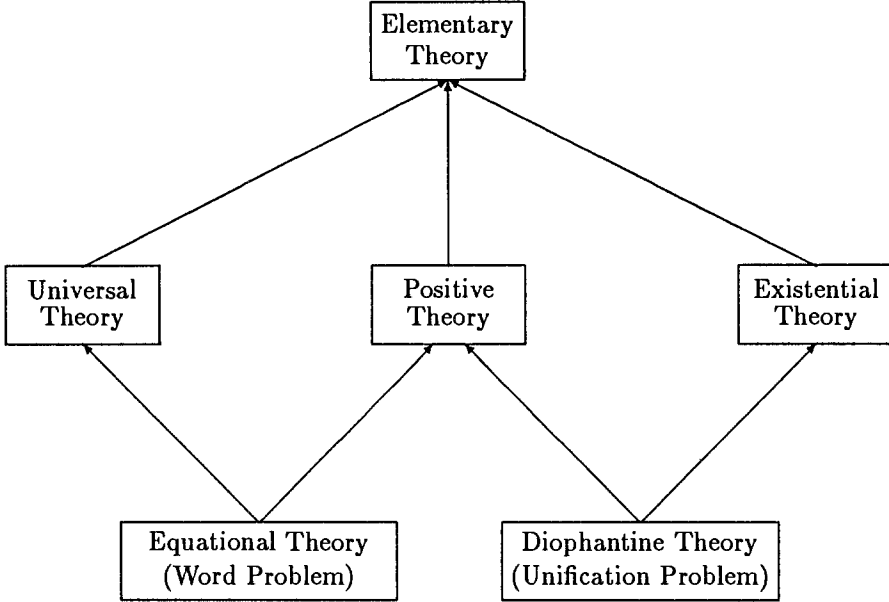 Elementary
Theory
Universal
Theory
Positive
Theory
Existential
Theory
Equational Theory
(Word Problem)
Diophantine Theory
(Unification Problem)